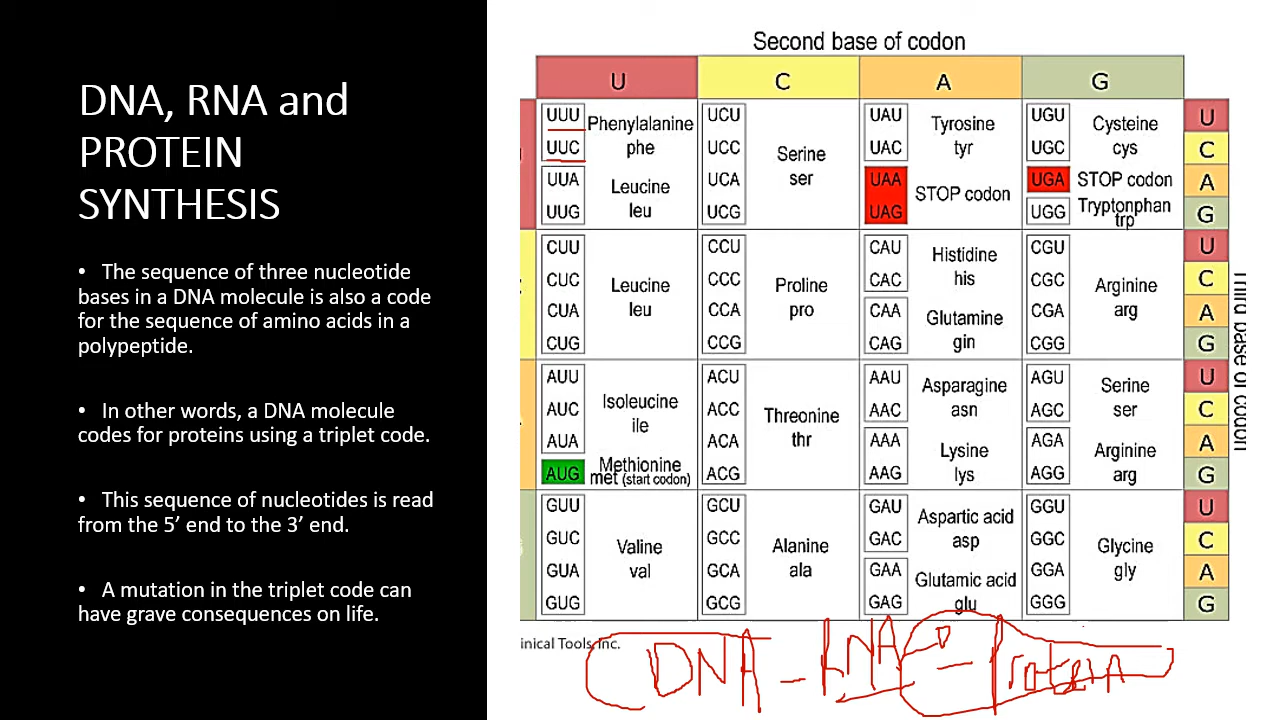 DNA, RNA and
PROTEIN
SYNTHESIS
• The sequence of three nucleotide
bases in a DNA molecule is also a code
for the sequence of amino acids in a
polypeptide.
• In other words, a DNA molecule
codes for proteins using a triplet code.
• This sequence of nucleotides is read
from the 5’ end to the 3’ end.
• A mutation in the triplet code can
have grave consequences on life.
Second base of codon
U C A G
UUU Phenylalanine UCU UAU Tyrosine UGU Cysteine U
UUC phe UCC Serine UAC tyr UGC cys C
UUA Leucine UCA ser UAA STOP codon UGA STOP codon A
UUG leu UCG UAG UGG Tryptonphan trp G
CUU CCU CAU Histidine CGU U
CUC Leucine CCC Proline CAC his CGC Arginine C
CUA leu CCA pro CAA Glutamine CGA arg A
CUG CCG CAG gin CGG G
AUU Isoleucine ACU AAU Asparagine AGU Serine U
AUC ile ACC Threonine AAC asn AGC ser C
AUA ACA thr AAA Lysine AGA Arginine A
AUG Methionine met (start codon) ACG AAG lys AGG arg G
GUU GCU GAU Aspartic acid GGU U
GUC Valine GCC Alanine GAC asp GGC Glycine C
GUA val GCA ala GAA Glutamic acid GGA gly A
GUG GCG GAG glu GGG G
Third base of codon
inical Tools, Inc.
DNA - RNA - Protein